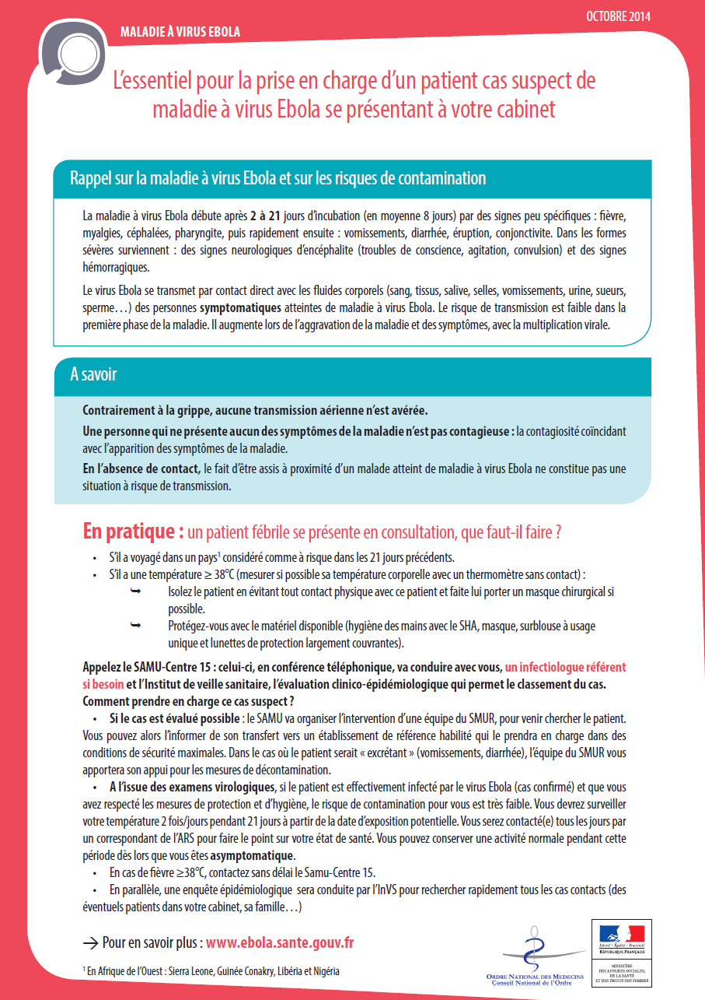 OCTOBRE 2014
MALADIE À VIRUS EBOLA
L'essentiel pour la prise en charge d'un patient cas suspect de
maladie à virus Ebola se présentant à votre cabinet
Rappel sur la maladie à virus Ebola et sur les risques de contamination
La maladie à virus Ebola débute après 2 à 21 jours d'incubation (en moyenne 8 jours) par des signes peu spécifiques : fièvre,
myalgies, céphalées, pharyngite, puis rapidement ensuite : vomissements, diarrhée, éruption, conjonctivite. Dans les formes
sévères surviennent : des signes neurologiques d'encéphalite (troubles de conscience, agitation, convulsion) et des signes
hémorragiques.
Le virus Ebola se transmet par contact direct avec les fluides corporels (sang, tissus, salive, selles, vomissements, urine, sueurs,
sperme…) des personnes symptomatiques atteintes de maladie à virus Ebola. Le risque de transmission est faible dans la
première phase de la maladie. Il augmente lors de l'aggravation de la maladie et des symptômes, avec la multiplication virale.
A savoir
Contrairement à la grippe, aucune transmission aérienne n'est avérée.
Une personne qui ne présente aucun des symptômes de la maladie n'est pas contagieuse : la contagiosité coïncidant
avec l'apparition des symptômes de la maladie.
En l'absence de contact, le fait d'être assis à proximité d'un malade atteint de maladie à virus Ebola ne constitue pas une
situation à risque de transmission.
En pratique : un patient fébrile se présente en consultation, que faut-il faire ?
• S'il a voyagé dans un pays¹ considéré comme à risque dans les 21 jours précédents.
• S'il a une température ≥ 38°C (mesurer si possible sa température corporelle avec un thermomètre sans contact) :
➥ Isolez le patient en évitant tout contact physique avec ce patient et faite lui porter un masque chirurgical si
possible.
➥ Protégez-vous avec le matériel disponible (hygiène des mains avec le SHA, masque, surblouse à usage
unique et lunettes de protection largement couvrantes).
Appelez le SAMU-Centre 15 : celui-ci, en conférence téléphonique, va conduire avec vous, un infectiologue référent
si besoin et l'Institut de veille sanitaire, l'évaluation clinico-épidémiologique qui permet le classement du cas.
Comment prendre en charge ce cas suspect ?
• Si le cas est évalué possible : le SAMU va organiser l'intervention d'une équipe du SMUR, pour venir chercher le patient.
Vous pouvez alors l'informer de son transfert vers un établissement de référence habilité qui le prendra en charge dans des
conditions de sécurité maximales. Dans le cas où le patient serait « excrétant » (vomissements, diarrhée), l'équipe du SMUR vous
apportera son appui pour les mesures de décontamination.
• A l'issue des examens virologiques, si le patient est effectivement infecté par le virus Ebola (cas confirmé) et que vous
avez respecté les mesures de protection et d'hygiène, le risque de contamination pour vous est très faible. Vous devrez surveiller
votre température 2 fois/jours pendant 21 jours à partir de la date d'exposition potentielle. Vous serez contacté(e) tous les jours par
un correspondant de l'ARS pour faire le point sur votre état de santé. Vous pouvez conserver une activité normale pendant cette
période dès lors que vous êtes asymptomatique.
• En cas de fièvre ≥38°C, contactez sans délai le Samu-Centre 15.
• En parallèle, une enquête épidémiologique sera conduite par l'InVS pour rechercher rapidement tous les cas contacts (des
éventuels patients dans votre cabinet, sa famille…)
→ Pour en savoir plus : www.ebola.sante.gouv.fr
¹ En Afrique de l'Ouest : Sierra Leone, Guinée Conakry, Libéria et Nigéria
ORDRE NATIONAL DES MEDECINS
Conseil National de l'Ordre
Liberté • Égalité • Fraternité
RÉPUBLIQUE FRANÇAISE
MINISTÈRE
DES AFFAIRES SOCIALES,
DE LA SANTÉ
ET DES DROITS DES FEMMES